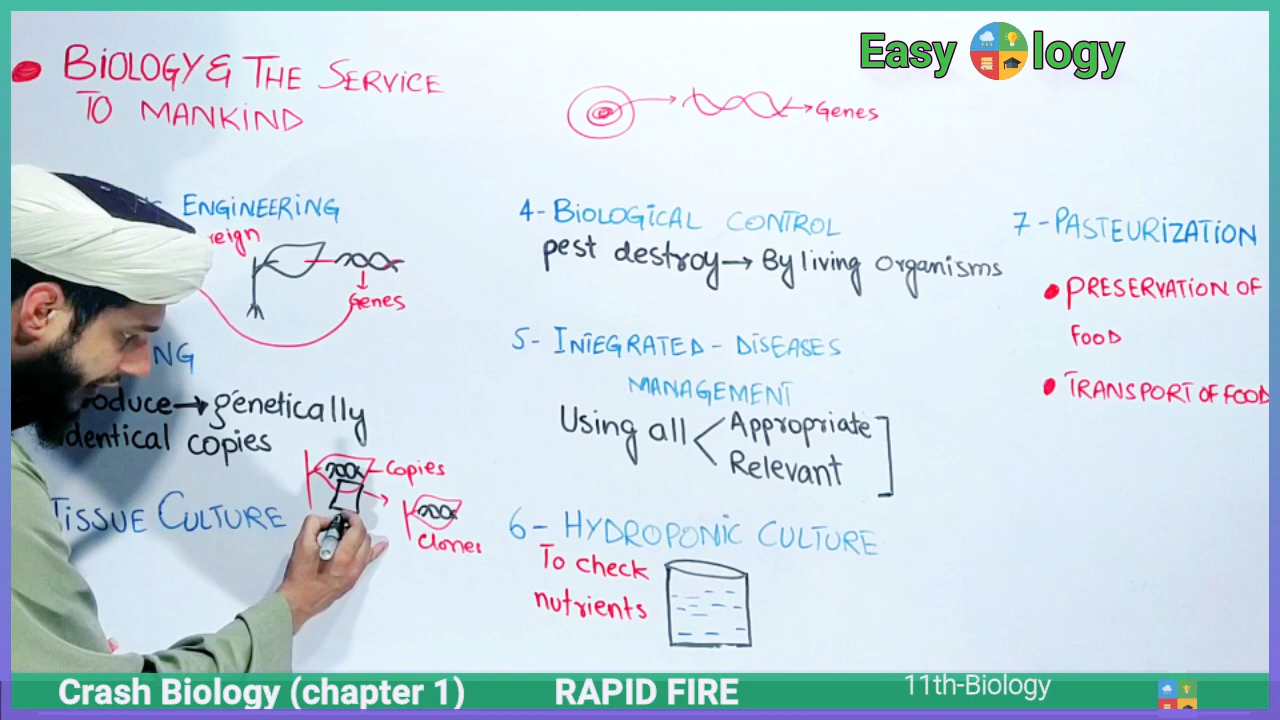 Easy logy
BIOLOGY & THE SERVICE
TO MANKIND
Genes
ENGINEERING
reign
Genes
NG
oduce → genetically
dentical copies
Copies
Clones
TISSUE CULTURE
4- BIOLOGICAL CONTROL
pest destroy → By living organisms
5- INTEGRATED - DISEASES
MANAGEMENT
Using all < Appropriate
Relevant
6- HYDROPONIC CULTURE
To check
nutrients
7- PASTEURIZATION
• PRESERVATION OF
FOOD
• TRANSPORT OF FOOD
Crash Biology (chapter 1) RAPID FIRE 11th-Biology